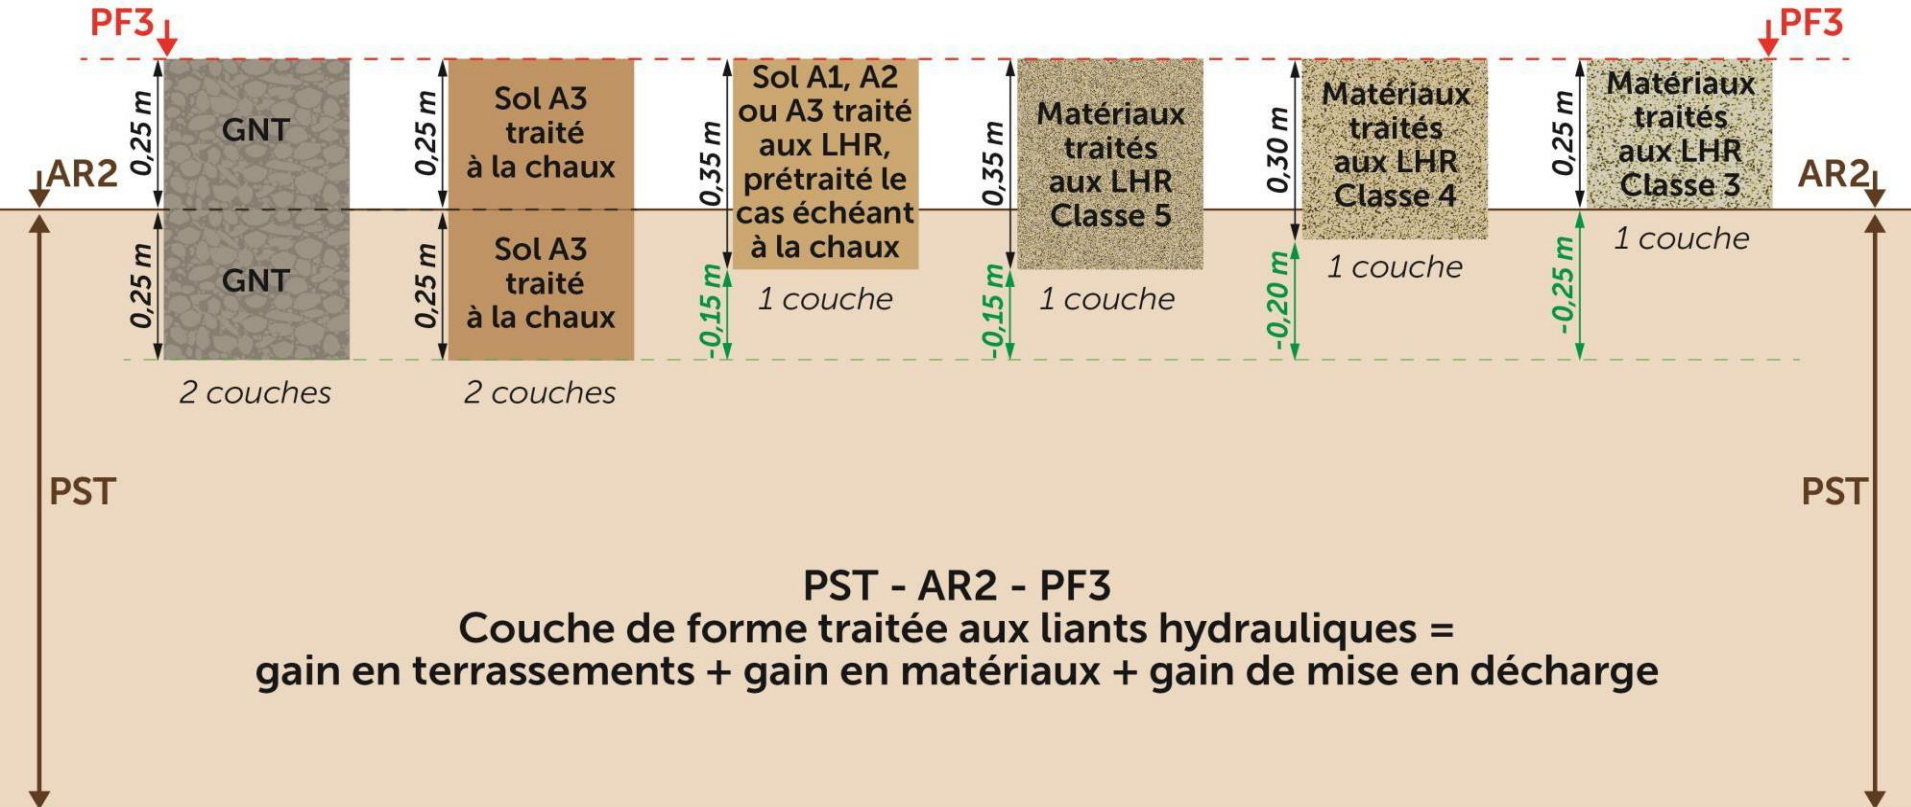 PF3
PF3
AR2
AR2
0,25 m
GNT
0,25 m
GNT
2 couches
0,25 m
Sol A3
traité
à la chaux
0,25 m
Sol A3
traité
à la chaux
2 couches
0,35 m
Sol A1, A2
ou A3 traité
aux LHR,
prétraité le
cas échéant
à la chaux
-0,15 m
1 couche
0,35 m
Matériaux
traités
aux LHR
Classe 5
-0,15 m
1 couche
0,30 m
Matériaux
traités
aux LHR
Classe 4
-0,20 m
1 couche
0,25 m
Matériaux
traités
aux LHR
Classe 3
-0,25 m
1 couche
PST
PST
PST - AR2 - PF3
Couche de forme traitée aux liants hydrauliques =
gain en terrassements + gain en matériaux + gain de mise en décharge